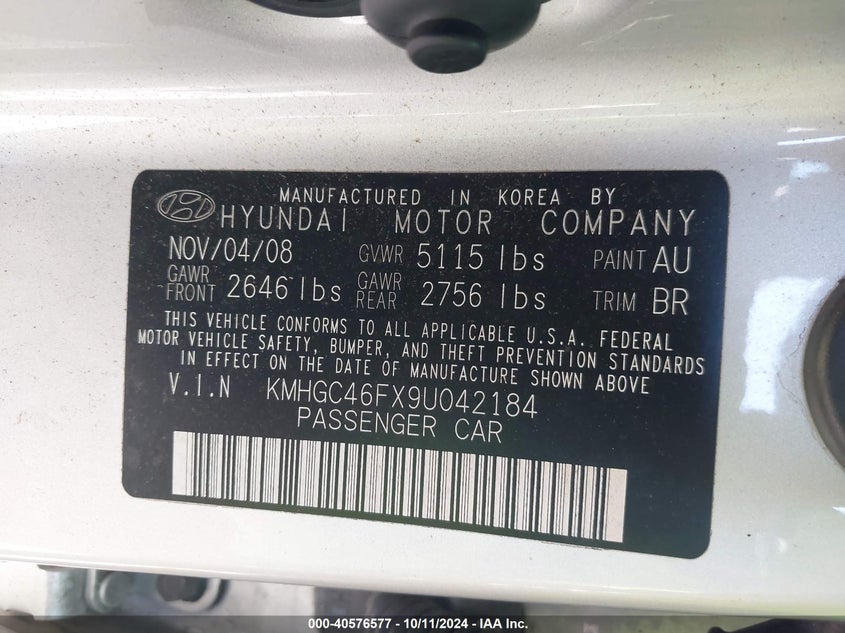 MANUFACTURED IN KOREA BY
HYUNDAI MOTOR COMPANY
NOV/04/08 GVWR 5115 lbs PAINT AU
GAWR FRONT 2646 lbs GAWR REAR 2756 lbs TRIM BR
THIS VEHICLE CONFORMS TO ALL APPLICABLE U.S.A. FEDERAL
MOTOR VEHICLE SAFETY, BUMPER, AND THEFT PREVENTION STANDARDS
IN EFFECT ON THE DATE OF MANUFACTURE SHOWN ABOVE
V.I.N KMHGC46FX9U042184
PASSENGER CAR
000-40576577 - 10/11/2024 - IAA Inc.